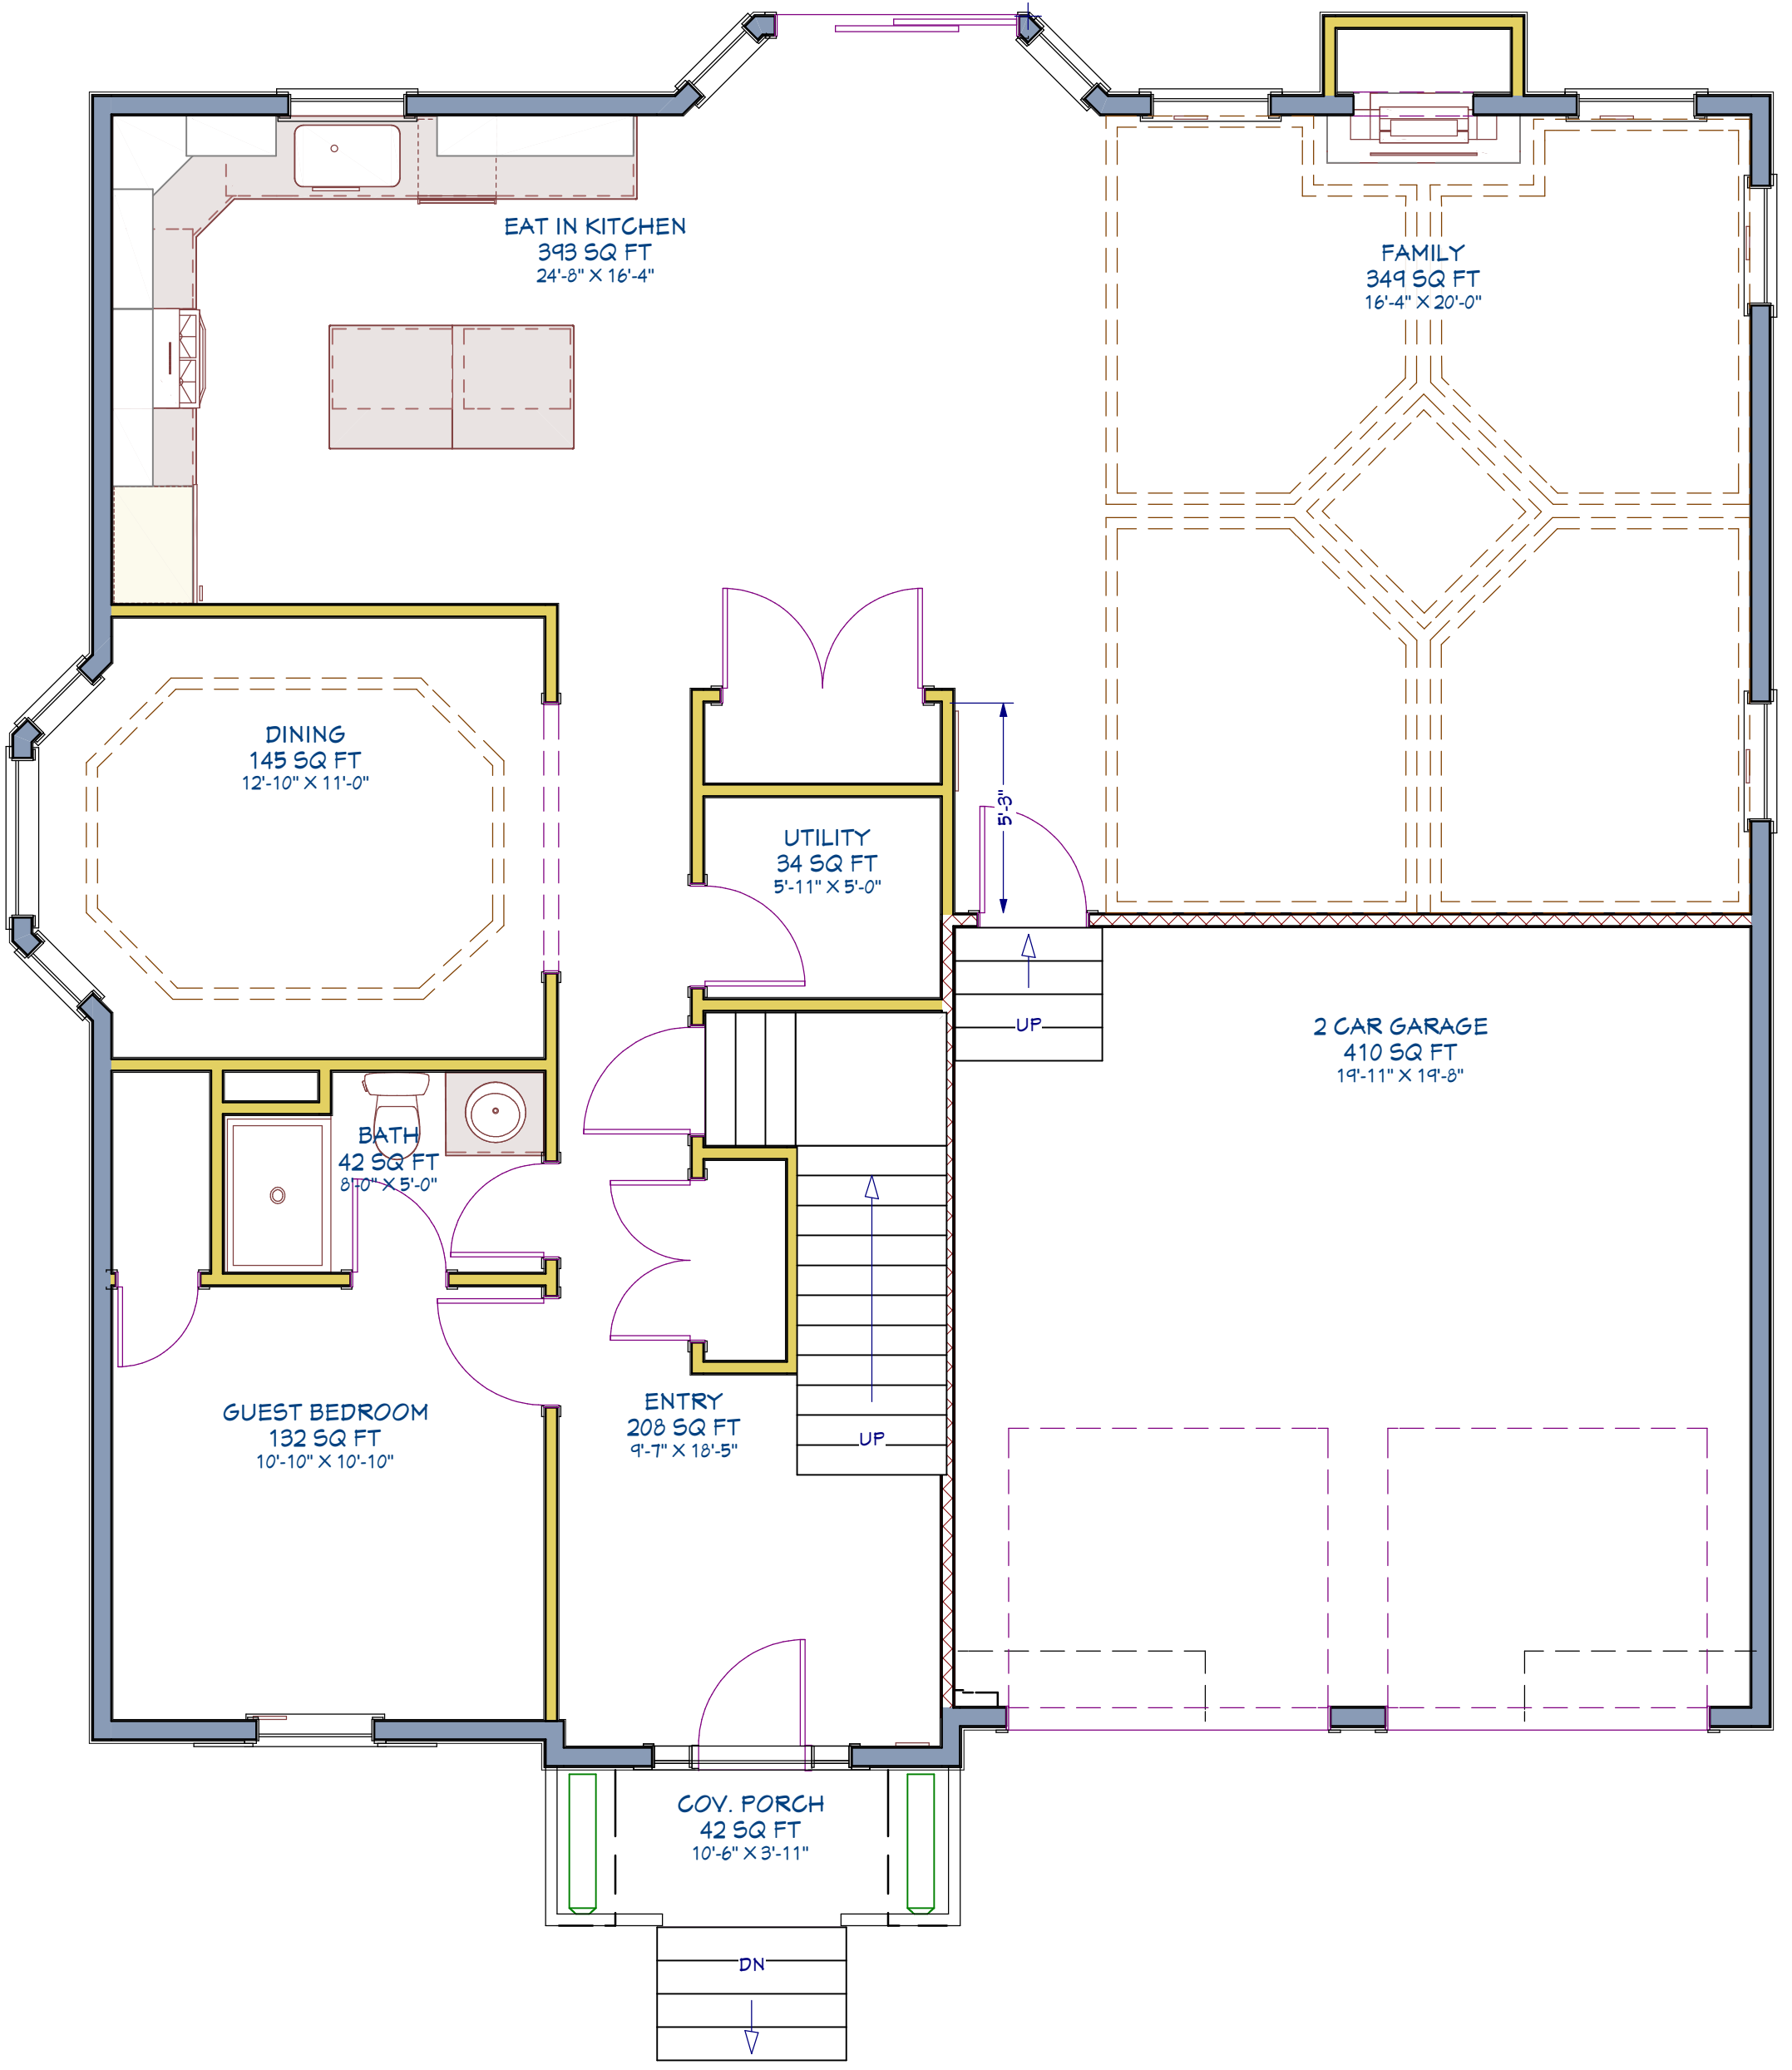 EAT IN KITCHEN
393 SQ FT
24'-8" X 16'-4"
FAMILY
349 SQ FT
16'-4" X 20'-0"
DINING
145 SQ FT
12'-10" X 11'-0"
5'-3"
UTILITY
34 SQ FT
5'-11" X 5'-0"
UP
2 CAR GARAGE
410 SQ FT
19'-11" X 19'-8"
BATH
42 SQ FT
8'-0" X 5'-0"
GUEST BEDROOM
132 SQ FT
10'-10" X 10'-10"
ENTRY
208 SQ FT
9'-7" X 18'-5"
UP
COV. PORCH
42 SQ FT
10'-6" X 3'-11"
DN